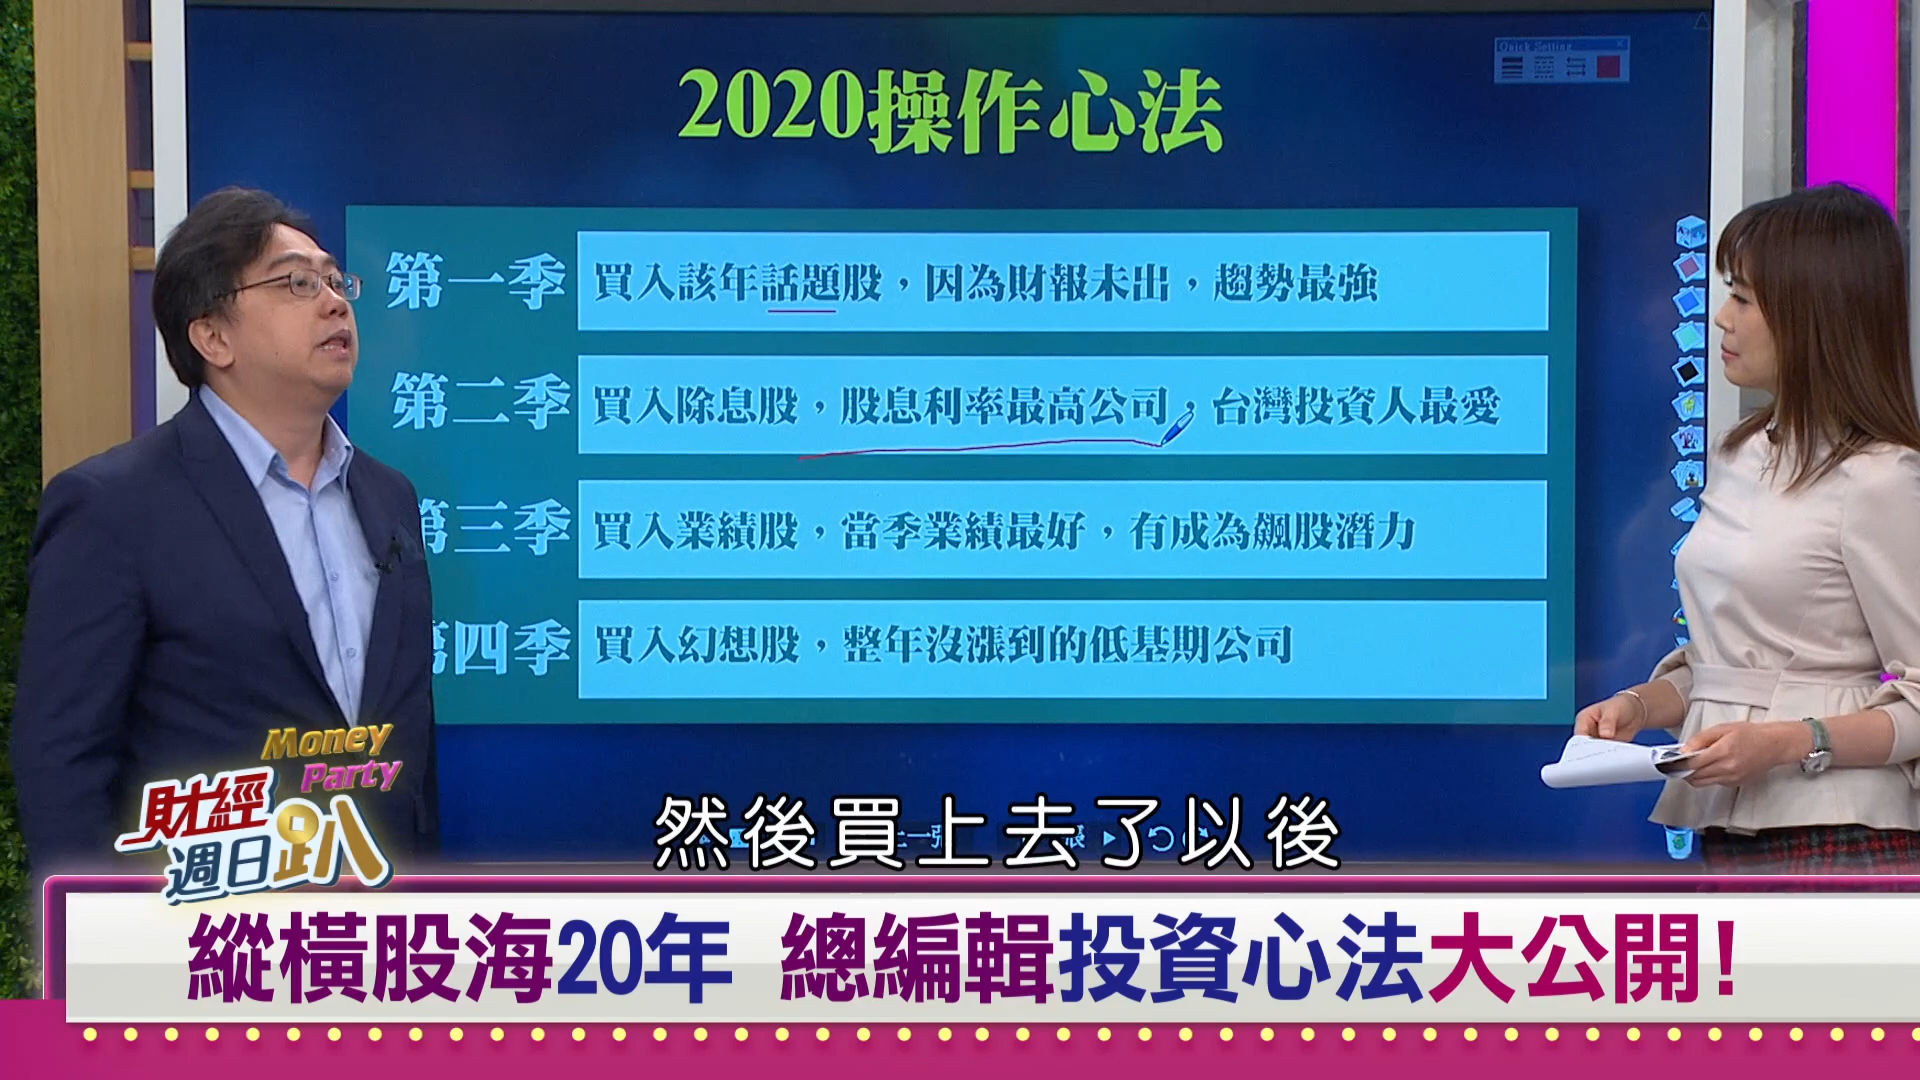 Quick Setting
2020操作心法
第一季 買入該年話題股，因為財報未出，趨勢最強
第二季 買入除息股，股息利率最高公司，台灣投資人最愛
第三季 買入業績股，當季業績最好，有成為飆股潛力
第四季 買入幻想股，整年沒漲到的低基期公司
Money
Party
財經
週日趴
然後買上去了以後
縱橫股海20年 總編輯投資心法大公開！